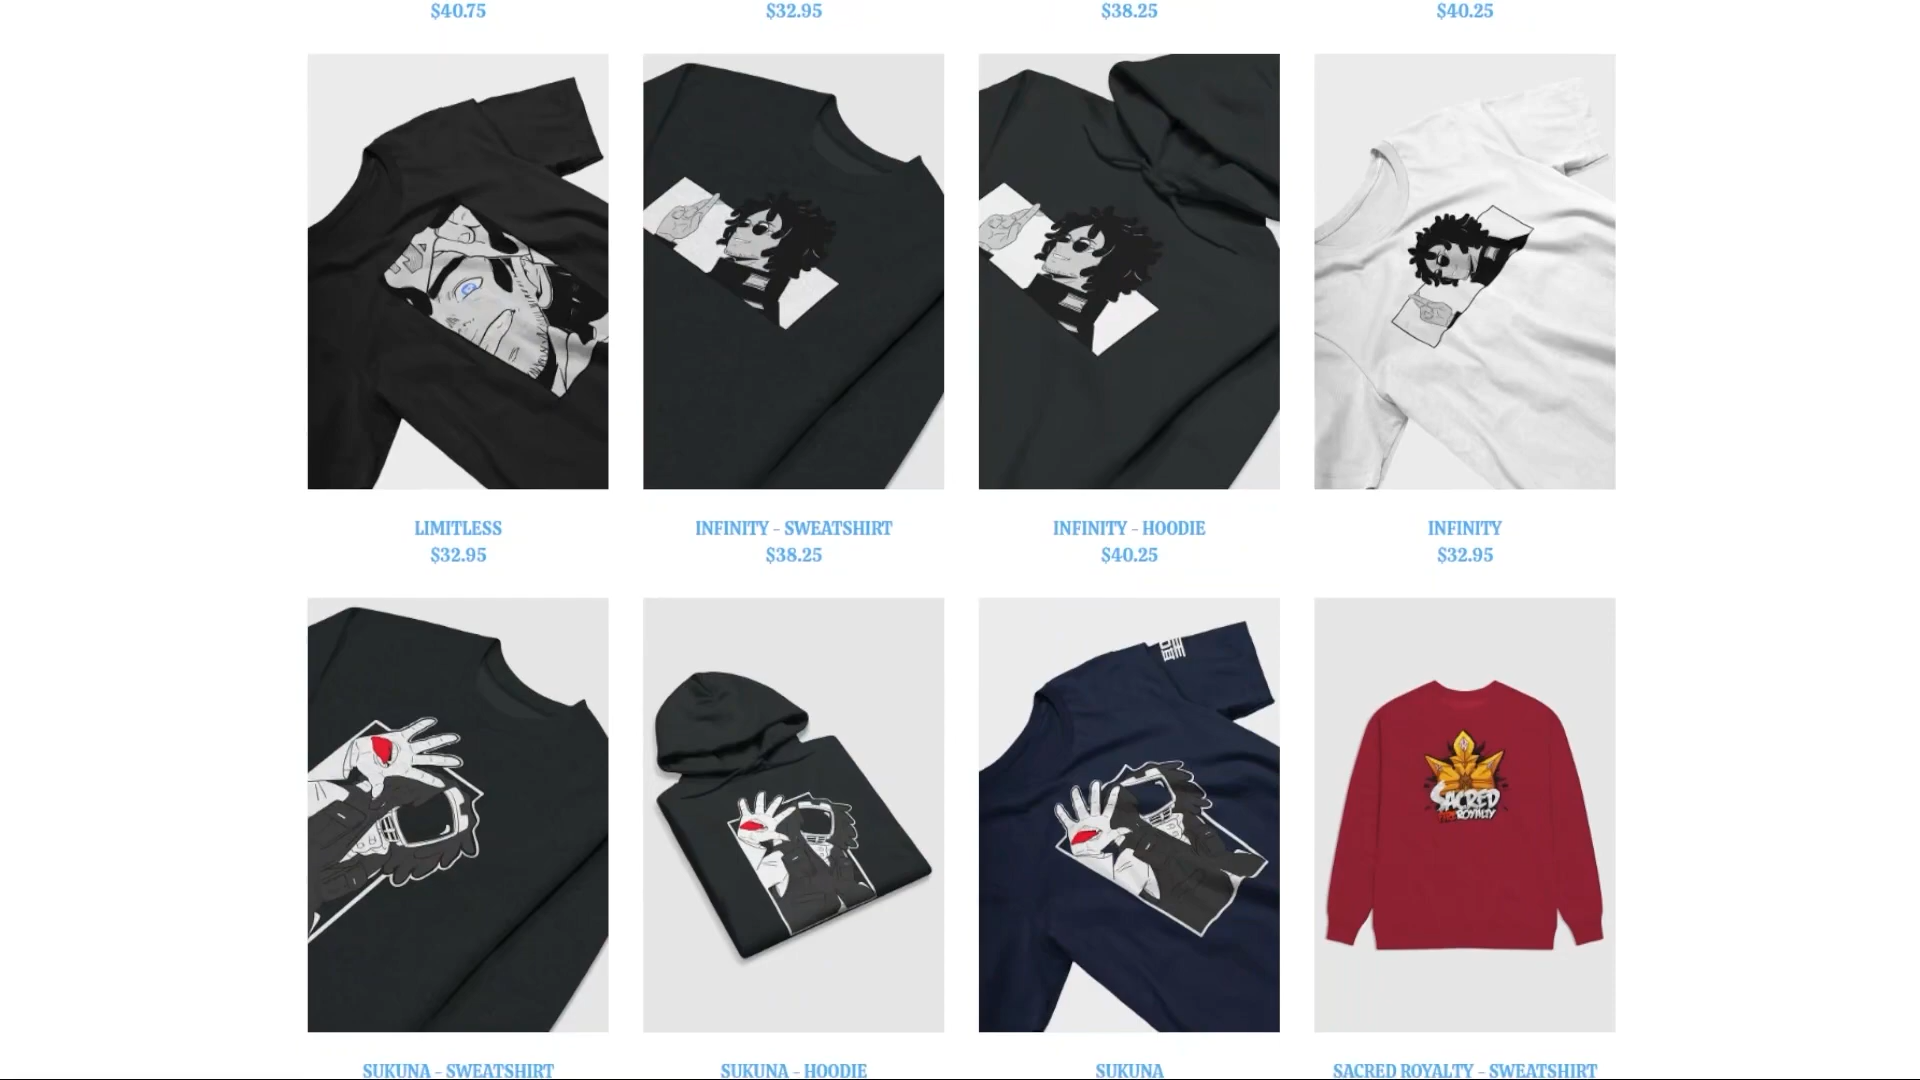 $40.75
$32.95
$38.25
$40.25
LIMITLESS
$32.95
INFINITY - SWEATSHIRT
$38.25
INFINITY - HOODIE
$40.25
INFINITY
$32.95
SACRED
ROYALTY
SUKUNA - SWEATSHIRT
SUKUNA - HOODIE
SUKUNA
SACRED ROYALTY - SWEATSHIRT